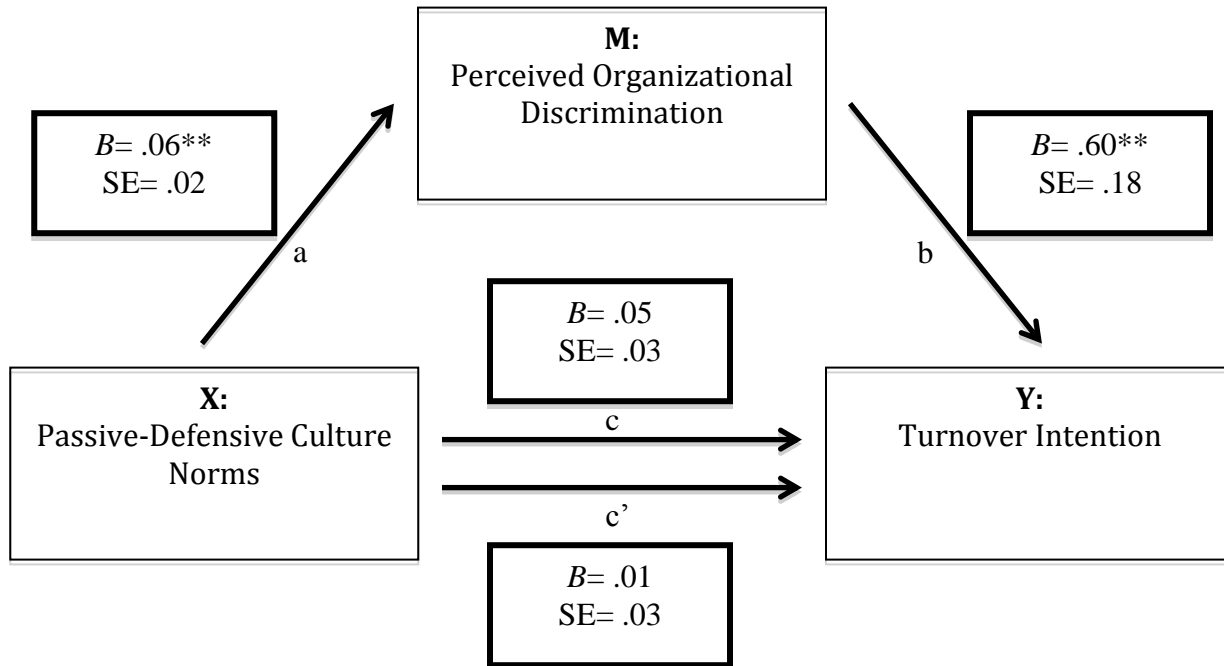 M:
Perceived Organizational
Discrimination
B= .06**
SE= .02
B= .60**
SE= .18
a
b
B= .05
SE= .03
X:
Passive-Defensive Culture
Norms
c
c’
Y:
Turnover Intention
B= .01
SE= .03